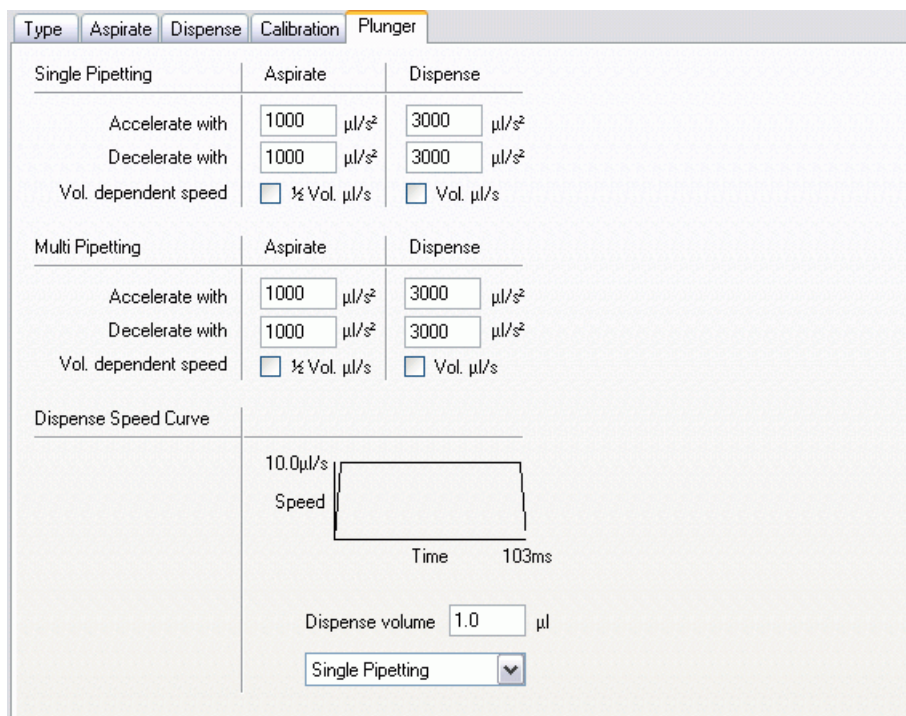 Type Aspirate Dispense Calibration Plunger
Single Pipetting Aspirate Dispense
Accelerate with 1000 µl/s² 3000 µl/s²
Decelerate with 1000 µl/s² 3000 µl/s²
Vol. dependent speed ½ Vol. µl/s Vol. µl/s
Multi Pipetting Aspirate Dispense
Accelerate with 1000 µl/s² 3000 µl/s²
Decelerate with 1000 µl/s² 3000 µl/s²
Vol. dependent speed ½ Vol. µl/s Vol. µl/s
Dispense Speed Curve
10.0µl/s
Speed
Time 103ms
Dispense volume 1.0 µl
Single Pipetting